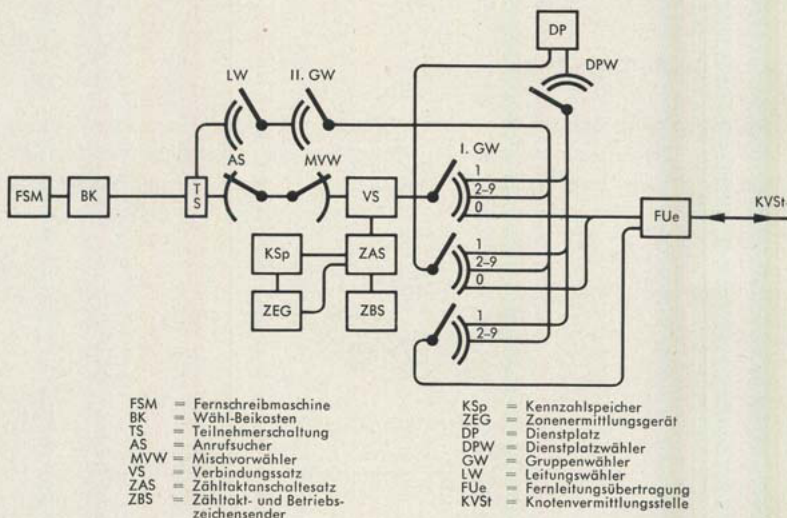 DP
LW
II. GW
DPW
I. GW
AS
MVW
1
2–9
0
FSM
BK
TS
VS
FUe
KVSt
KSp
ZAS
1
2–9
0
ZEG
ZBS
1
2–9
FSM = Fernschreibmaschine
BK = Wähl-Beikasten
TS = Teilnehmerschaltung
AS = Anrufsucher
MVW = Mischvorwähler
VS = Verbindungssatz
ZAS = Zähltaktanschaltesatz
ZBS = Zähltakt- und Betriebs-
zeichensender
KSp = Kennzahlspeicher
ZEG = Zonenermittlungsgerät
DP = Dienstplatz
DPW = Dienstplatzwähler
GW = Gruppenwähler
LW = Leitungswähler
FUe = Fernleitungsübertragung
KVSt = Knotenvermittlungsstelle